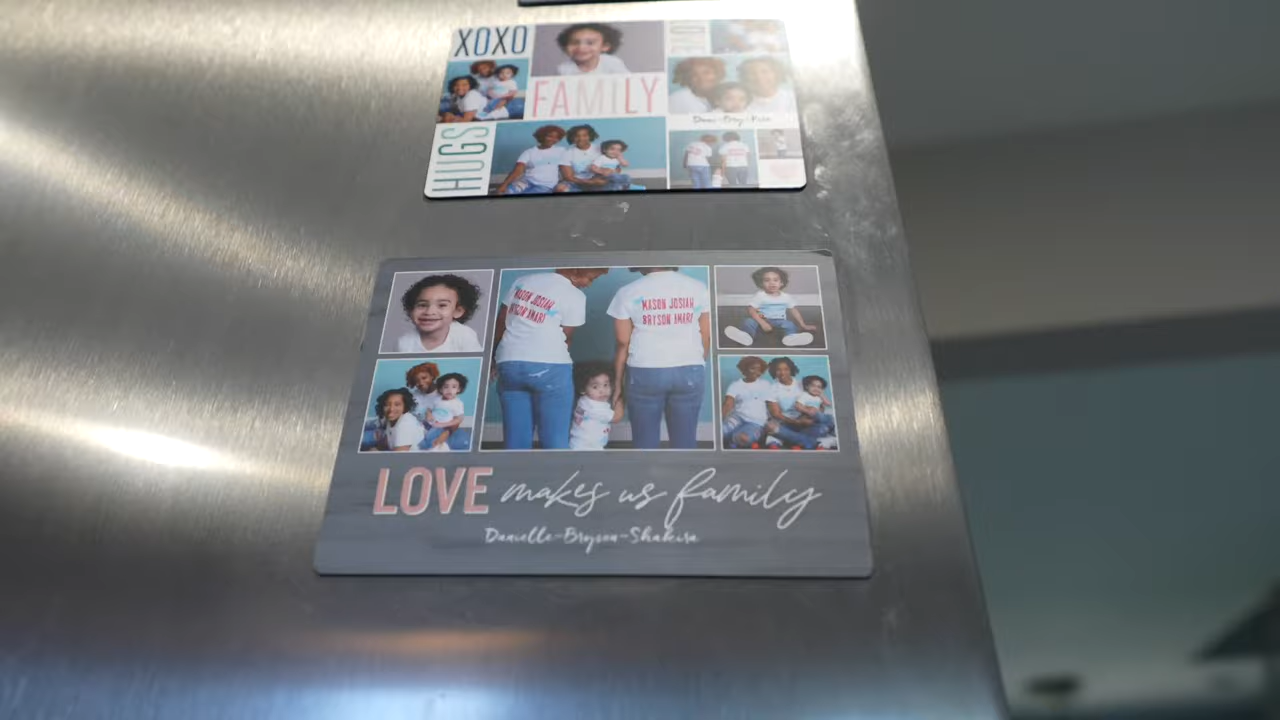 XOXO
FAMILY
HUGS
MASON JOSIAH
BRYSON AMARI
MASON JOSIAH
BRYSON AMARI
LOVE makes us family
Danielle-Bryson-Shakira